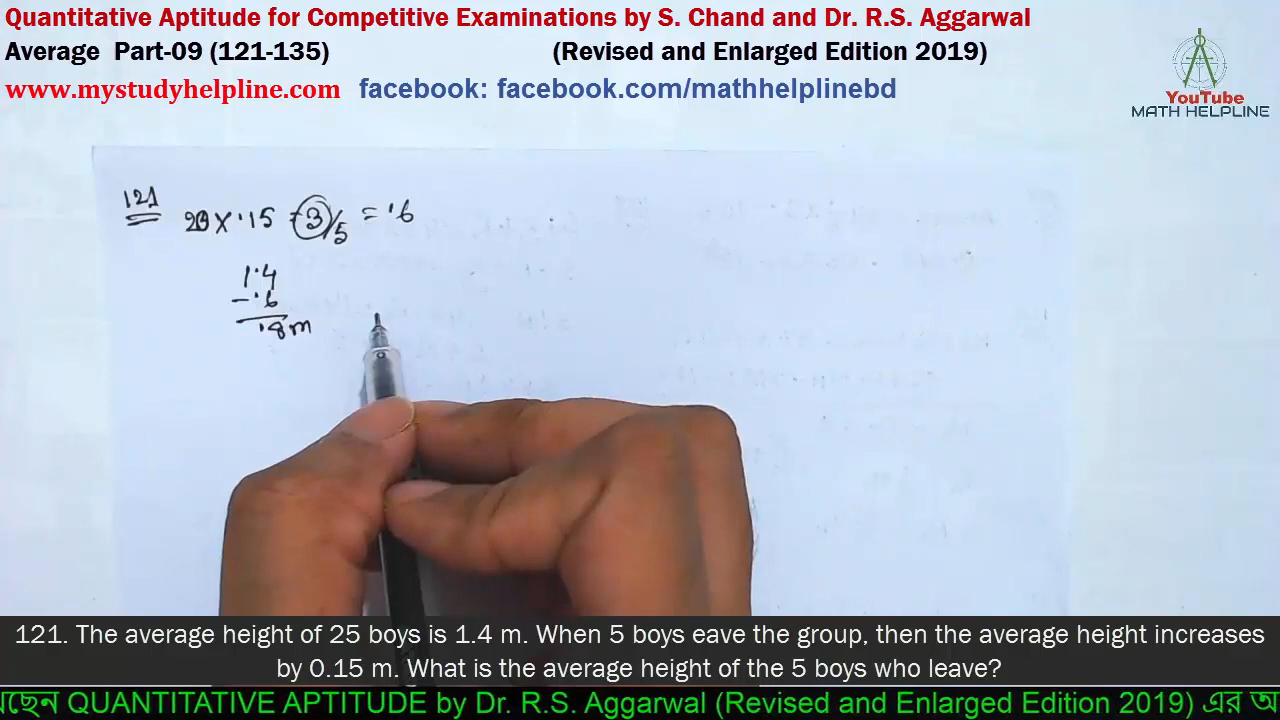 Quantitative Aptitude for Competitive Examinations by S. Chand and Dr. R.S. Aggarwal
Average Part-09 (121-135) (Revised and Enlarged Edition 2019)
www.mystudyhelpline.com facebook: facebook.com/mathhelplinebd
YouTube
MATH HELPLINE
121
20 x .15 = 3/5 = .6
1.4
- .6
.8m
121. The average height of 25 boys is 1.4 m. When 5 boys eave the group, then the average height increases
by 0.15 m. What is the average height of the 5 boys who leave?
QUANTITATIVE APTITUDE by Dr. R.S. Aggarwal (Revised and Enlarged Edition 2019) এর